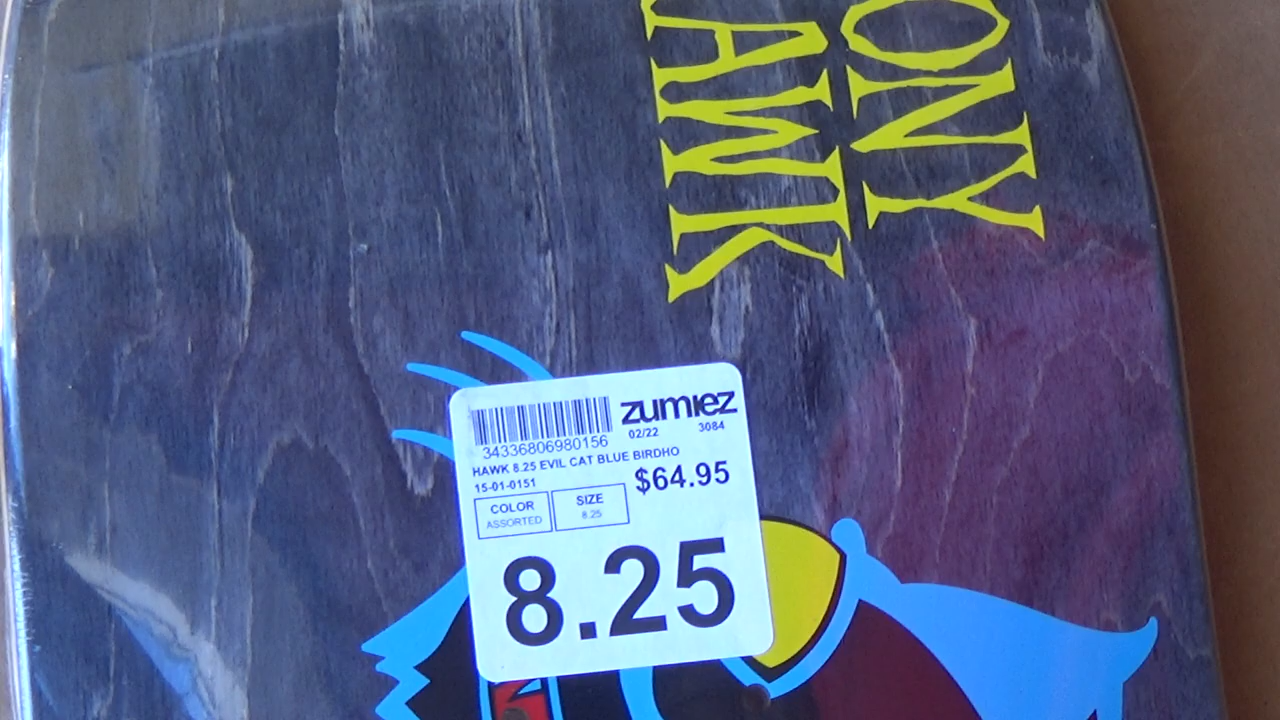 ONY
AWK
zumiez
34336806980156
02/22 3084
HAWK 8.25 EVIL CAT BLUE BIRDHO
15-01-0151
$64.95
COLOR
ASSORTED
SIZE
8.25
8.25